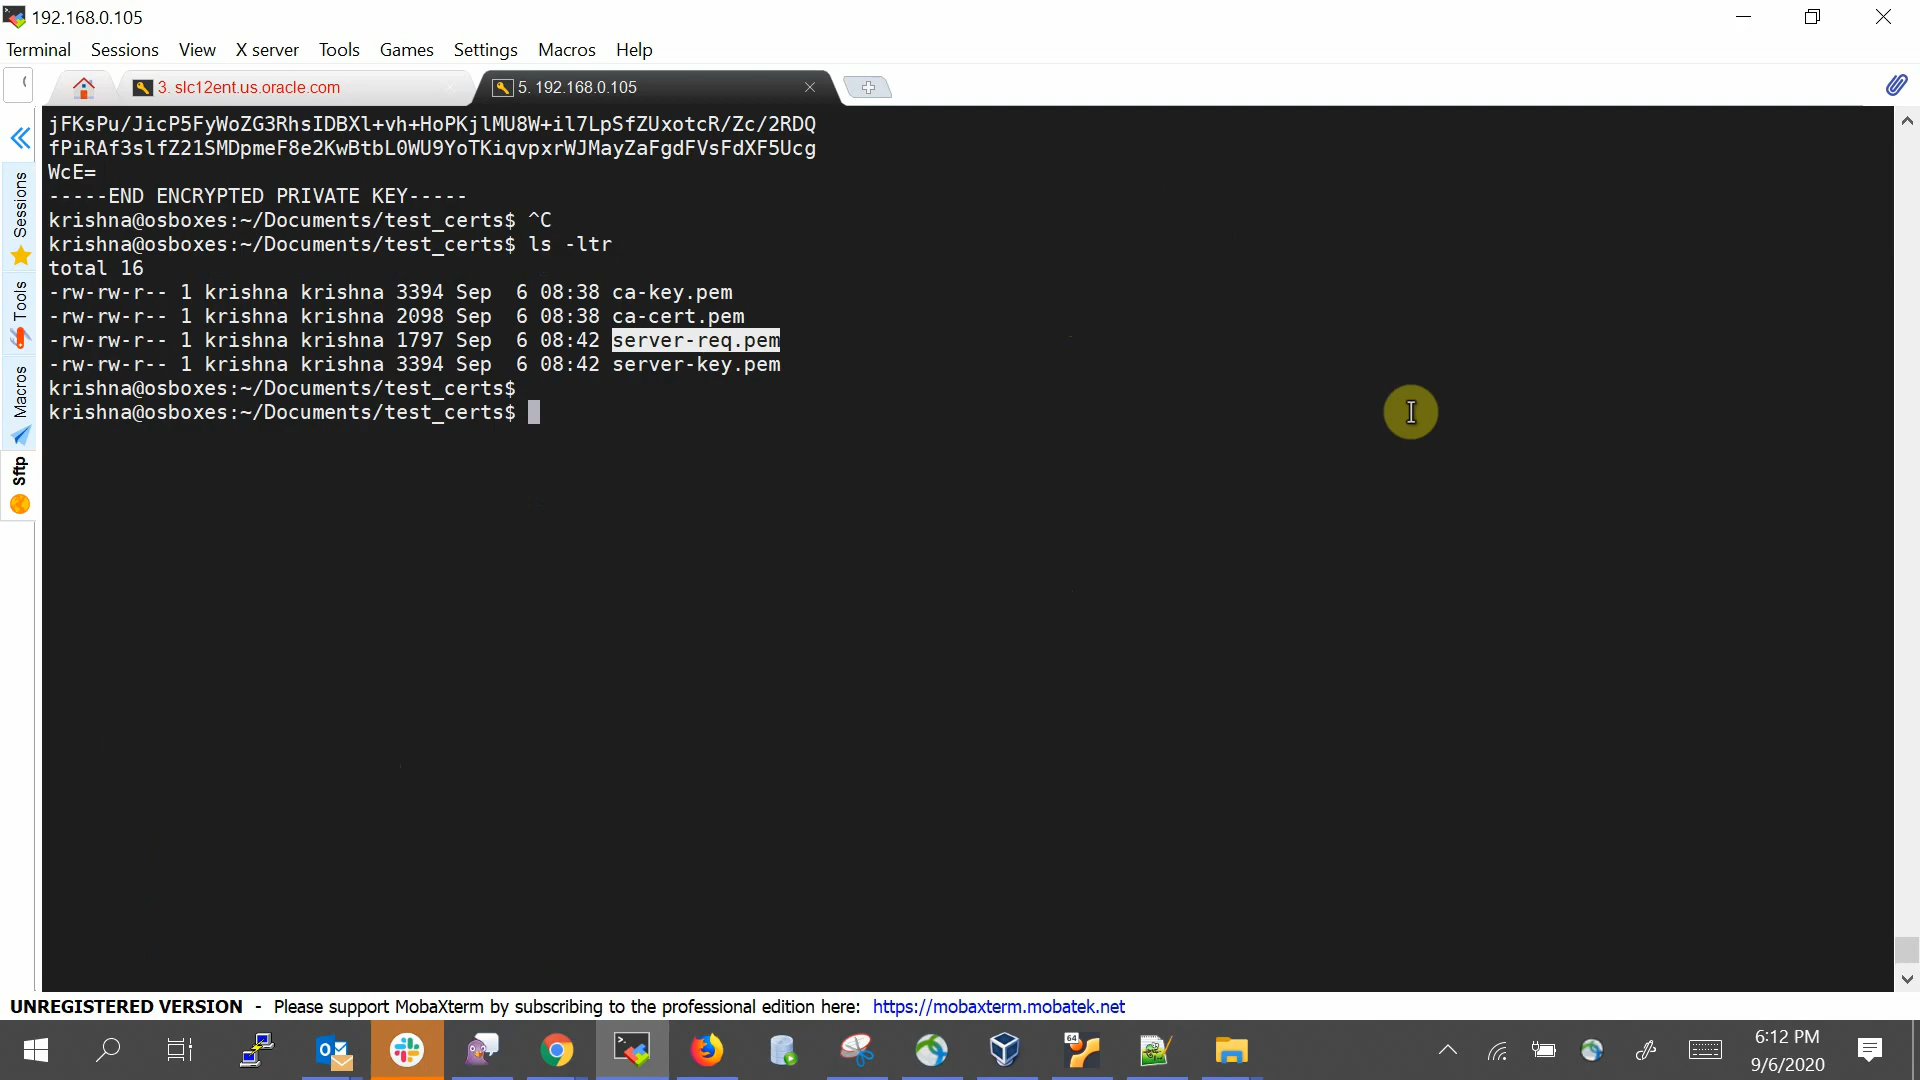 192.168.0.105
Terminal Sessions View X server Tools Games Settings Macros Help
3. slc12ent.us.oracle.com
5. 192.168.0.105
jFKsPu/JicP5FyWoZG3RhsIDBXl+vh+HoPKjlMU8W+il7LpSfZUxotcR/Zc/2RDQ
fPiRAf3slfZ21SMDpmeF8e2KwBtbL0WU9YoTKiqvpxrWJMayZaFgdFVsFdXF5Ucg
WcE=
-----END ENCRYPTED PRIVATE KEY-----
krishna@osboxes:~/Documents/test_certs$ ^C
krishna@osboxes:~/Documents/test_certs$ ls -ltr
total 16
-rw-rw-r-- 1 krishna krishna 3394 Sep  6 08:38 ca-key.pem
-rw-rw-r-- 1 krishna krishna 2098 Sep  6 08:38 ca-cert.pem
-rw-rw-r-- 1 krishna krishna 1797 Sep  6 08:42 server-req.pem
-rw-rw-r-- 1 krishna krishna 3394 Sep  6 08:42 server-key.pem
krishna@osboxes:~/Documents/test_certs$
krishna@osboxes:~/Documents/test_certs$
Sessions
Tools
Macros
Sftp
UNREGISTERED VERSION - Please support MobaXterm by subscribing to the professional edition here: https://mobaxterm.mobatek.net
64
6:12 PM
9/6/2020